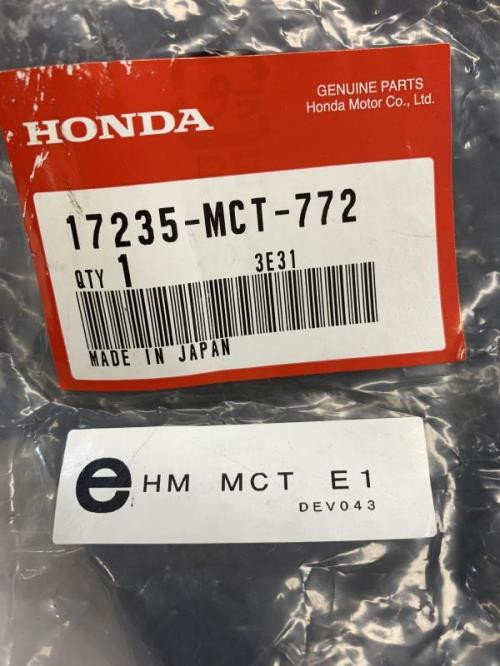 HONDA
GENUINE PARTS
Honda Motor Co., Ltd.
17235-MCT-772
QTY 1 3E31
MADE IN JAPAN
e HM MCT E1
DEV043